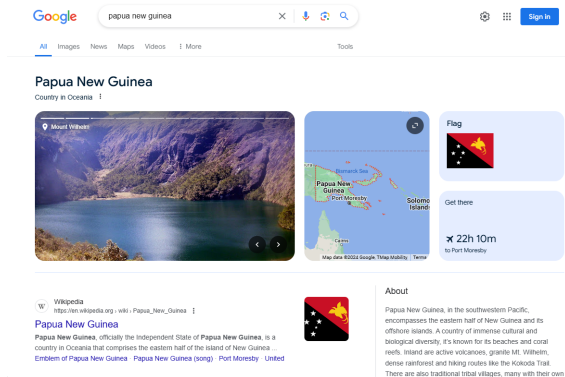 Google
papua new guinea
Sign in
All Images News Maps Videos More Tools
Papua New Guinea
Country in Oceania
Mount Wilhelm
Bismarck Sea
Papua New
Guinea
Port Moresby
Solomo
Islands
Cairns
Map data ©2024 Google, TMap Mobility Terms
Flag
Get there
22h 10m
to Port Moresby
W
Wikipedia
https://en.wikipedia.org › wiki › Papua_New_Guinea
Papua New Guinea
Papua New Guinea, officially the Independent State of Papua New Guinea, is a
country in Oceania that comprises the eastern half of the island of New Guinea ...
Emblem of Papua New Guinea · Papua New Guinea (song) · Port Moresby · United
About
Papua New Guinea, in the southwestern Pacific,
encompasses the eastern half of New Guinea and its
offshore islands. A country of immense cultural and
biological diversity, it's known for its beaches and coral
reefs. Inland are active volcanoes, granite Mt. Wilhelm,
dense rainforest and hiking routes like the Kokoda Trail.
There are also traditional tribal villages, many with their own